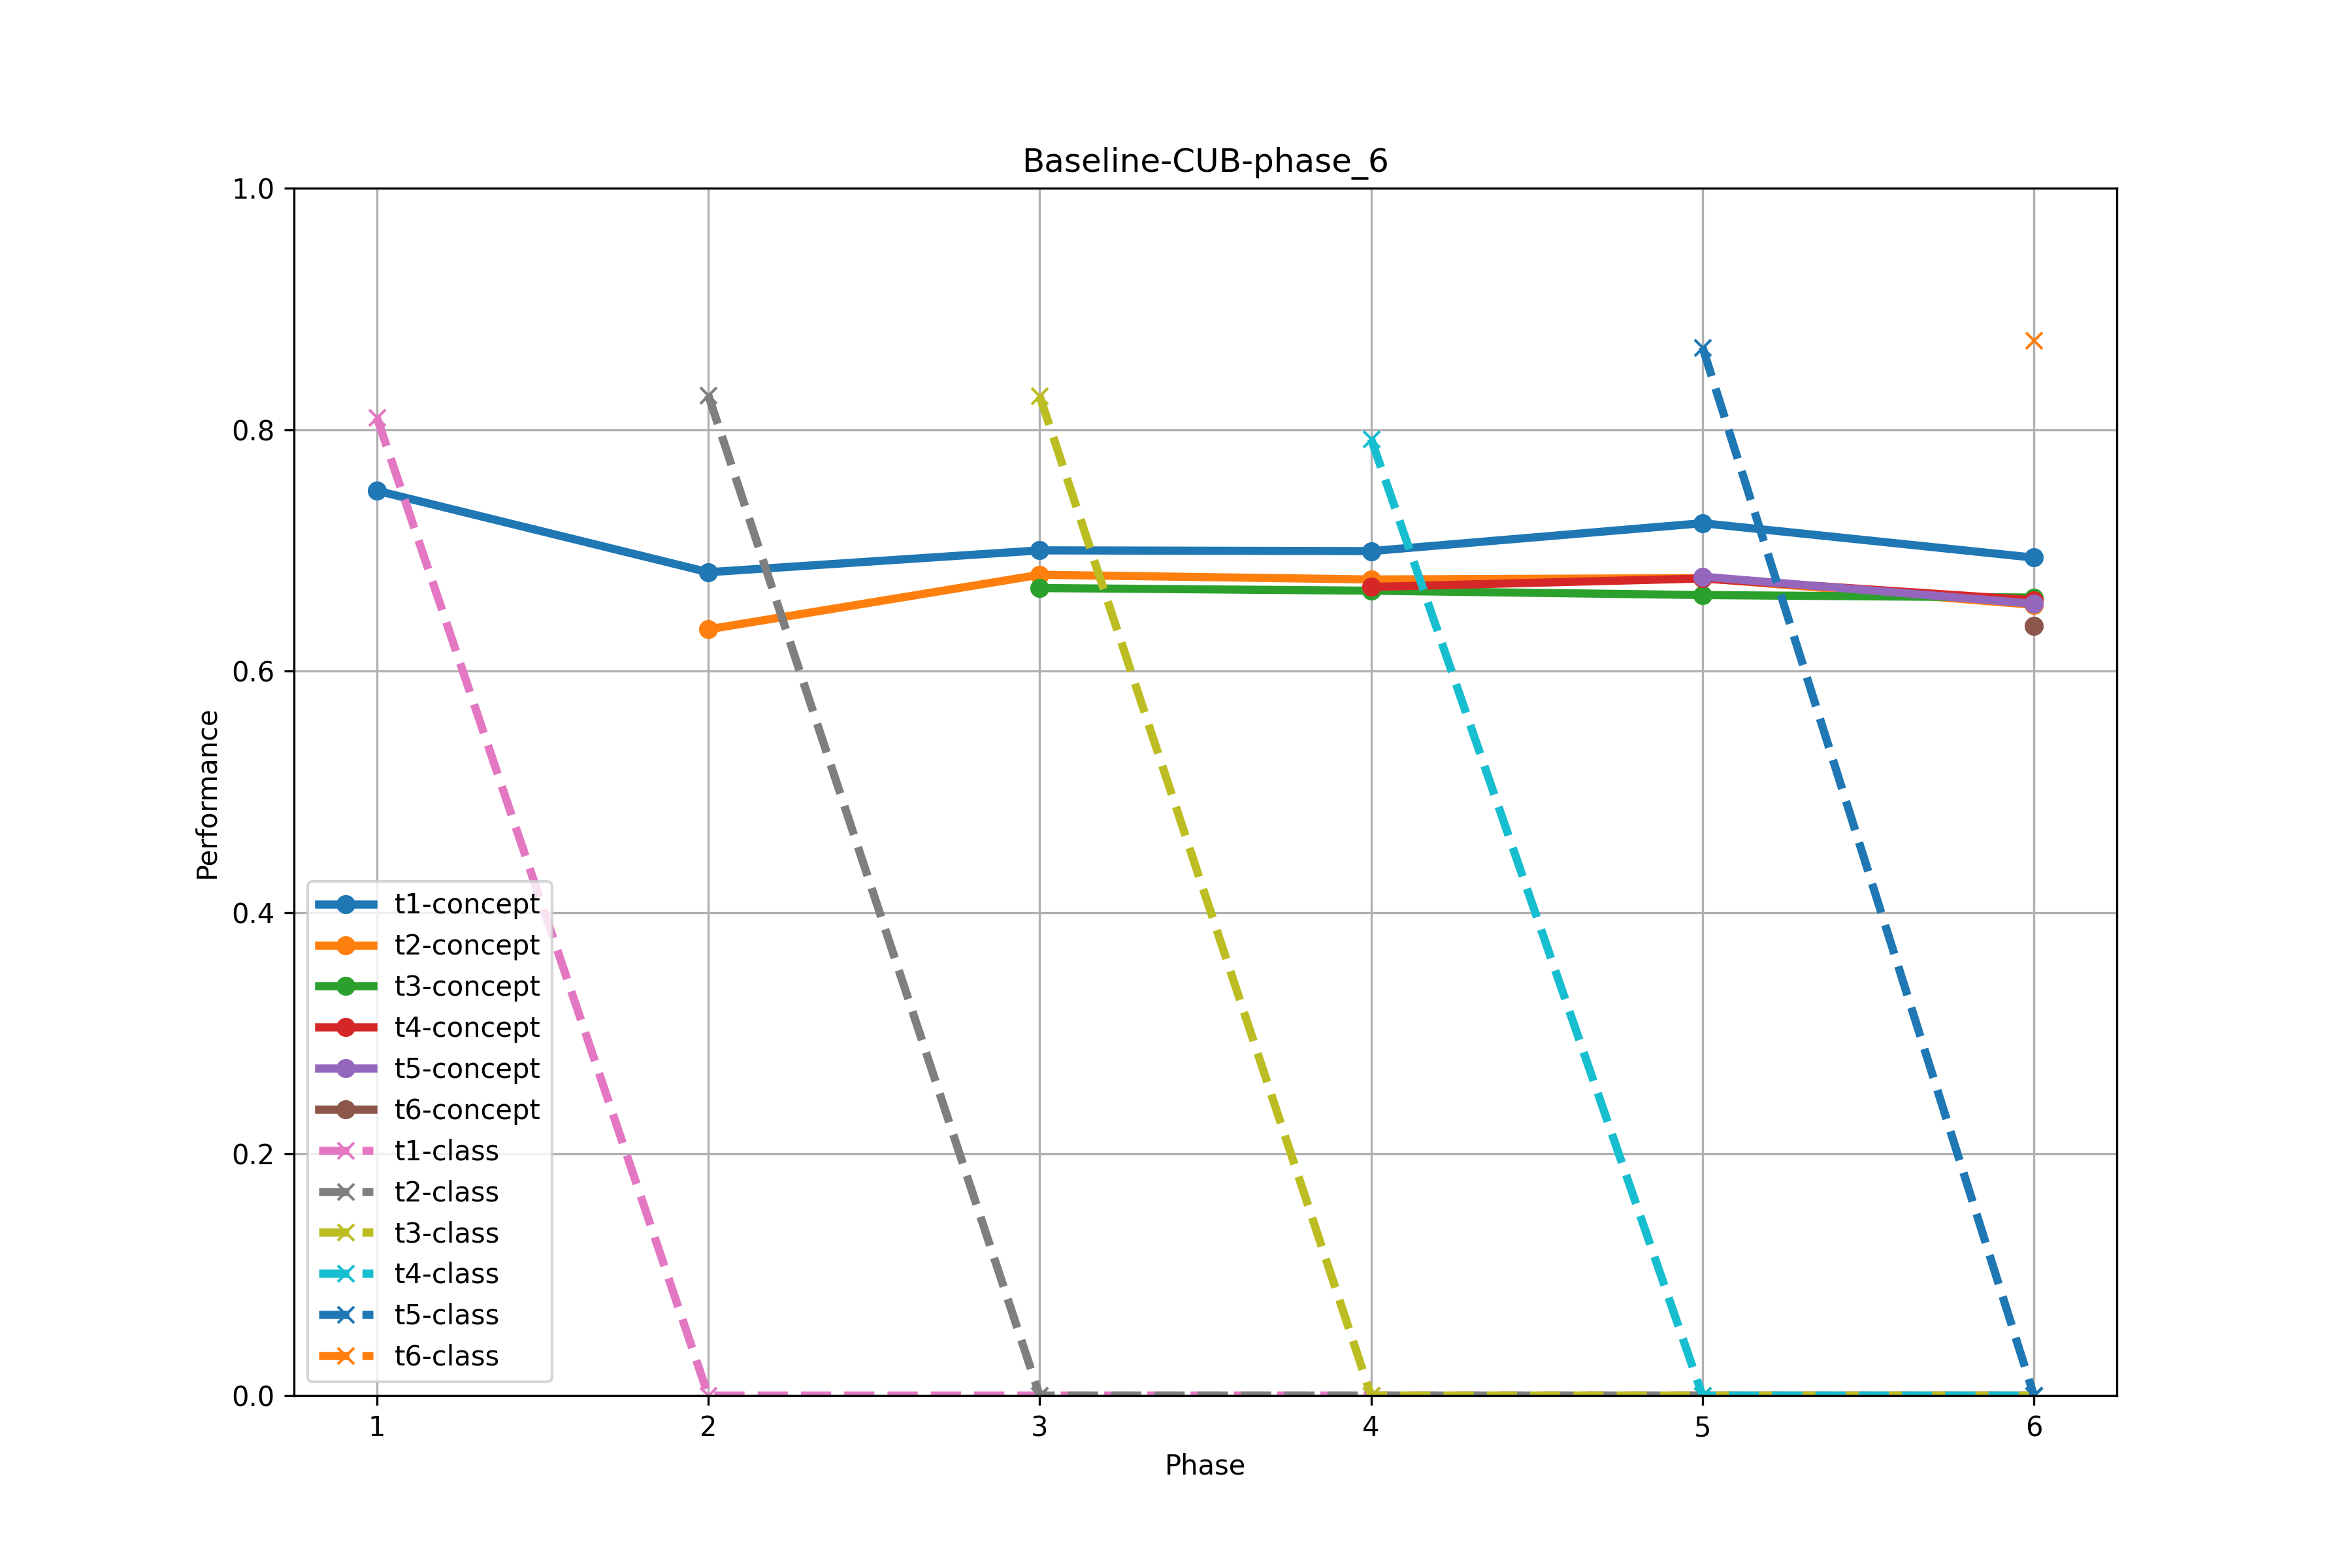 Baseline-CUB-phase_6
1.0
0.8
0.6
0.4
0.2
0.0
Performance
t1-concept
t2-concept
t3-concept
t4-concept
t5-concept
t6-concept
t1-class
t2-class
t3-class
t4-class
t5-class
t6-class
1 2 3 4 5 6
Phase